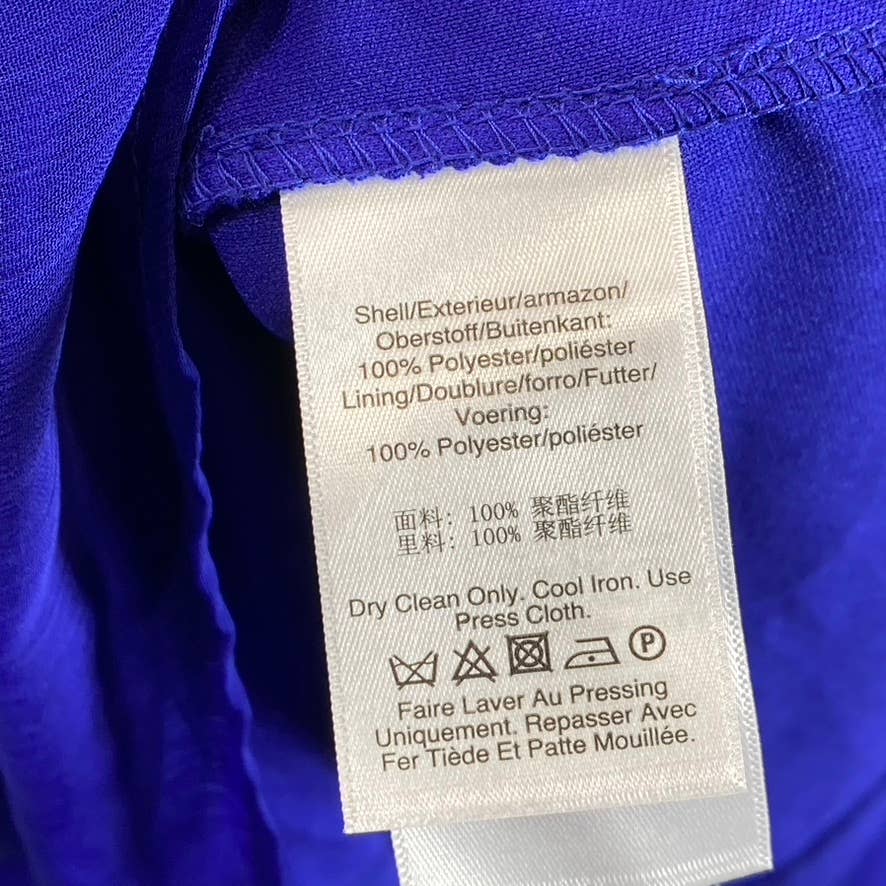 Shell/Exterieur/armazon/
Oberstoff/Buitenkant:
100% Polyester/poliéster
Lining/Doublure/forro/Futter/
Voering:
100% Polyester/poliéster
面料: 100% 聚酯纤维
里料: 100% 聚酯纤维
Dry Clean Only. Cool Iron. Use
Press Cloth.
P
Faire Laver Au Pressing
Uniquement. Repasser Avec
Fer Tiède Et Patte Mouillée.